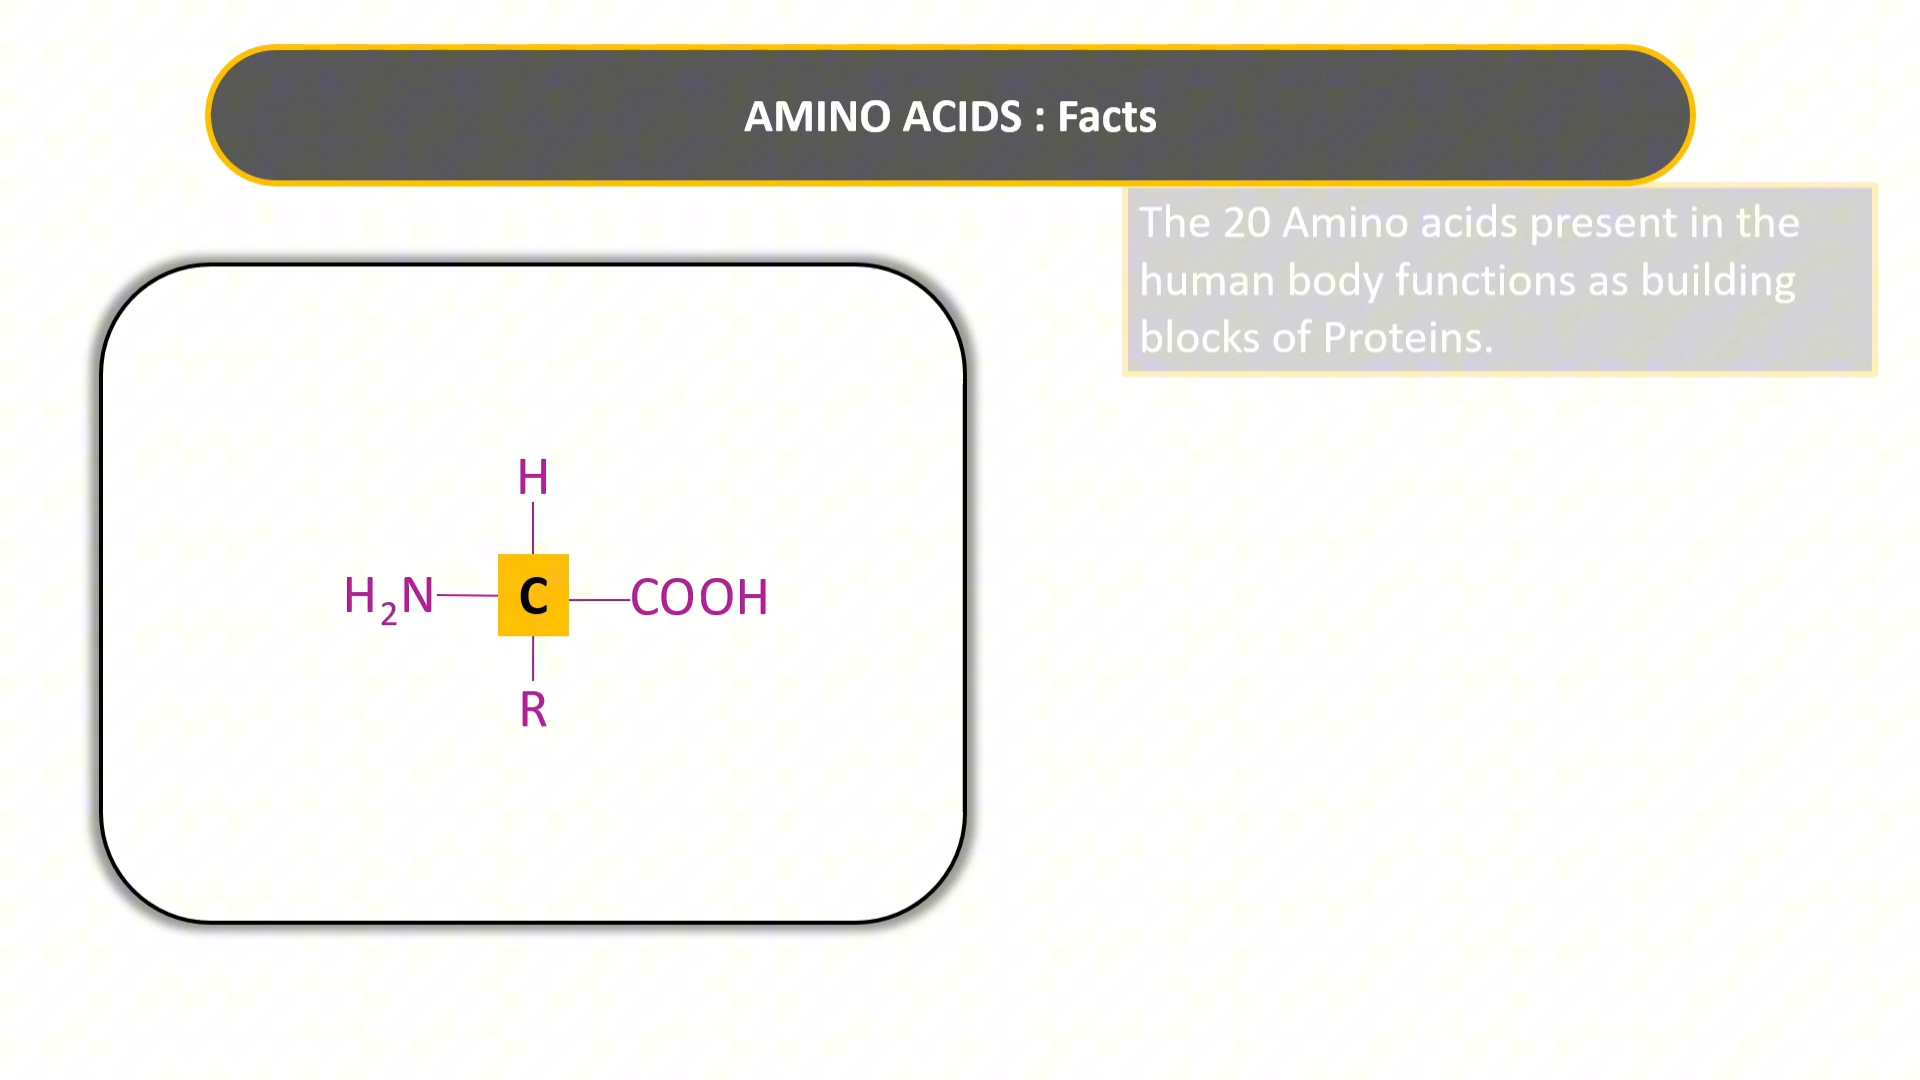 AMINO ACIDS : Facts
The 20 Amino acids present in the
human body functions as building
blocks of Proteins.
H
H₂N C COOH
R